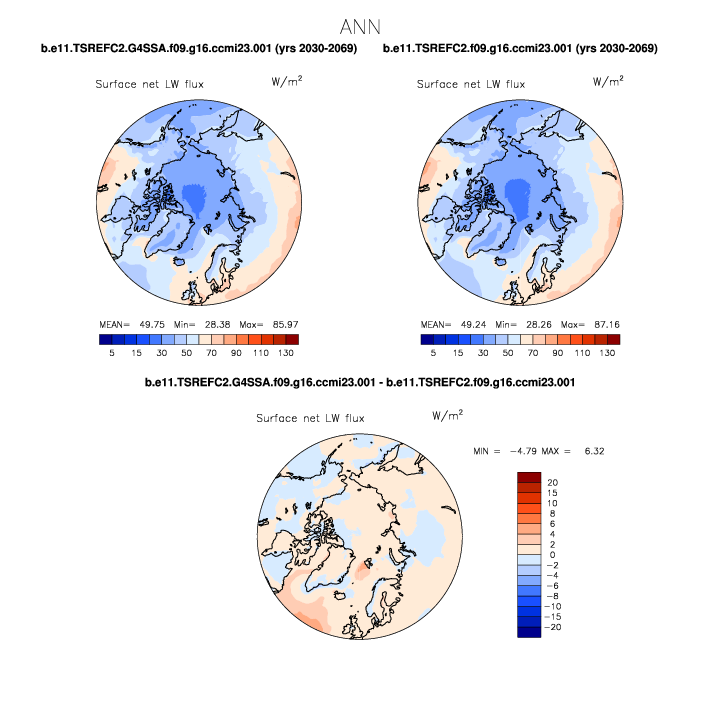 ANN
b.e11.TSREFC2.G4SSA.f09.g16.ccmi23.001 (yrs 2030-2069)
b.e11.TSREFC2.f09.g16.ccmi23.001 (yrs 2030-2069)
Surface net LW flux W/m²
Surface net LW flux W/m²
MEAN= 49.75 Min= 28.38 Max= 85.97
MEAN= 49.24 Min= 28.26 Max= 87.16
5 15 30 50 70 90 110 130
5 15 30 50 70 90 110 130
b.e11.TSREFC2.G4SSA.f09.g16.ccmi23.001 - b.e11.TSREFC2.f09.g16.ccmi23.001
Surface net LW flux W/m²
MIN = -4.79 MAX = 6.32
20
15
10
8
6
4
2
0
-2
-4
-6
-8
-10
-15
-20